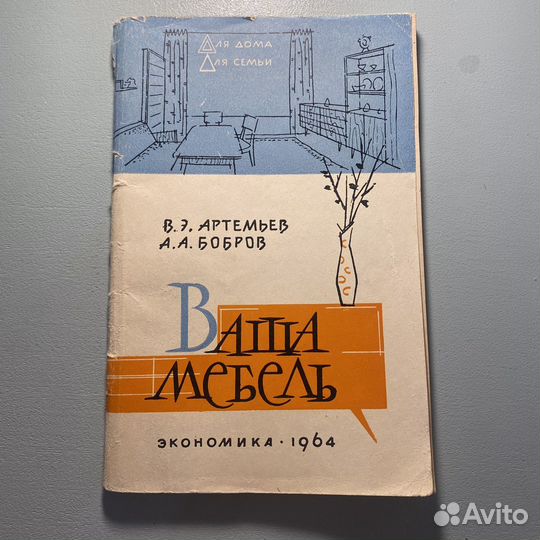 Для дома
Для семьи
В.Э. АРТЕМЬЕВ
А.А. БОБРОВ
ВАША
МЕБЕЛЬ
ЭКОНОМИКА · 1964
Avito